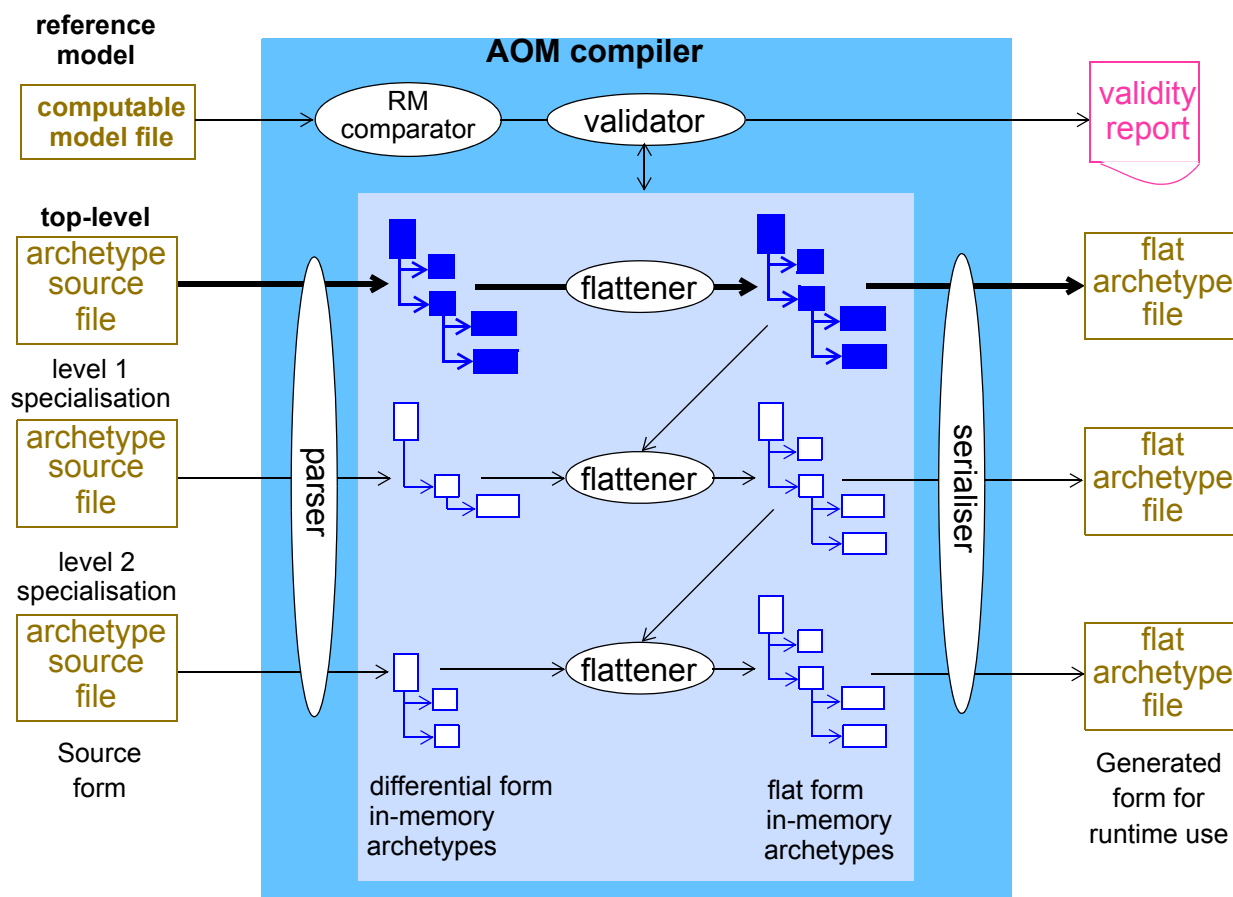 reference
model
AOM compiler
computable
model file
RM
comparator
validator
validity
report
top-level
archetype
source
file
flattener
flat
archetype
file
level 1
specialisation
archetype
source
file
parser
flattener
serialiser
flat
archetype
file
level 2
specialisation
archetype
source
file
flattener
flat
archetype
file
Source
form
differential form
in-memory
archetypes
flat form
in-memory
archetypes
Generated
form for
runtime use